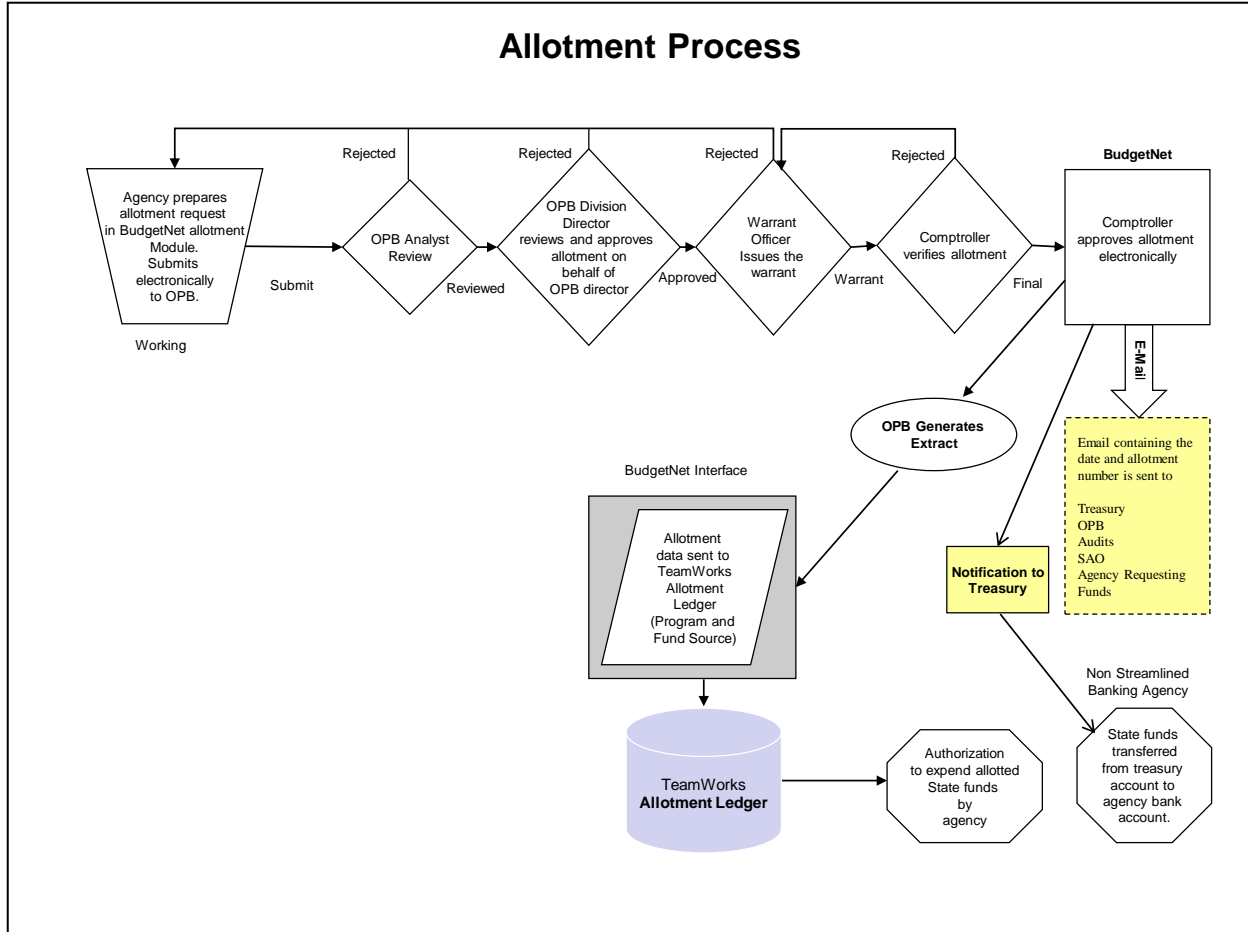 Allotment Process
Rejected
Rejected
Rejected
Rejected
BudgetNet
Agency prepares
allotment request
in BudgetNet allotment
Module.
Submits
electronically
to OPB.
Working
Submit
OPB Analyst
Review
Reviewed
OPB Division
Director
reviews and approves
allotment on
behalf of
OPB director
Approved
Warrant
Officer
Issues the
warrant
Warrant
Comptroller
verifies allotment
Final
Comptroller
approves allotment
electronically
E-Mail
OPB Generates
Extract
Email containing the
date and allotment
number is sent to
Treasury
OPB
Audits
SAO
Agency Requesting
Funds
BudgetNet Interface
Allotment
data sent to
TeamWorks
Allotment
Ledger
(Program and
Fund Source)
Notification to
Treasury
Non Streamlined
Banking Agency
State funds
transferred
from treasury
account to
agency bank
account.
TeamWorks
Allotment Ledger
Authorization
to expend allotted
State funds
by
agency